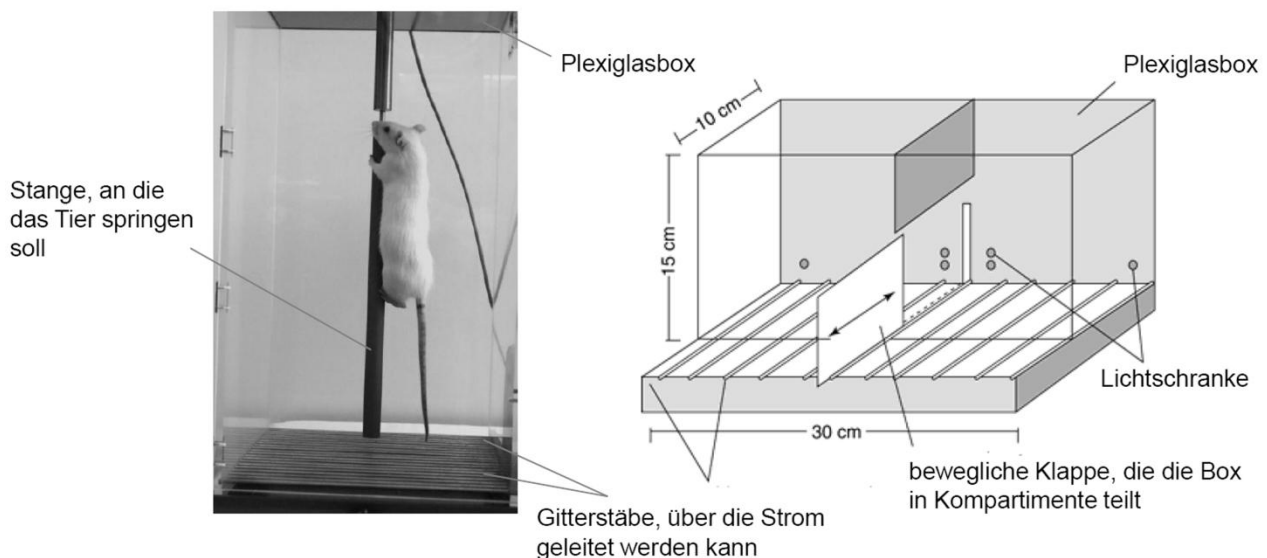 Plexiglasbox
Stange, an die
das Tier springen
soll
Gitterstäbe, über die Strom
geleitet werden kann
Plexiglasbox
10 cm
15 cm
30 cm
Lichtschranke
bewegliche Klappe, die die Box
in Kompartimente teilt